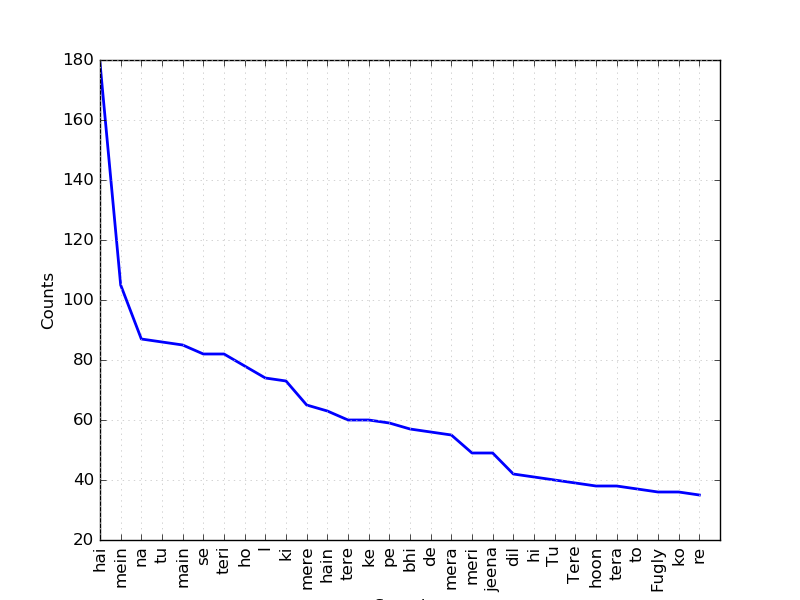 180
160
140
120
100
80
60
40
20
Counts
hai
mein
na
tu
main
se
teri
ho
I
ki
mere
hain
tere
ke
pe
bhi
de
mera
meri
jeena
dil
hi
Tu
Tere
hoon
tera
to
Fugly
ko
re